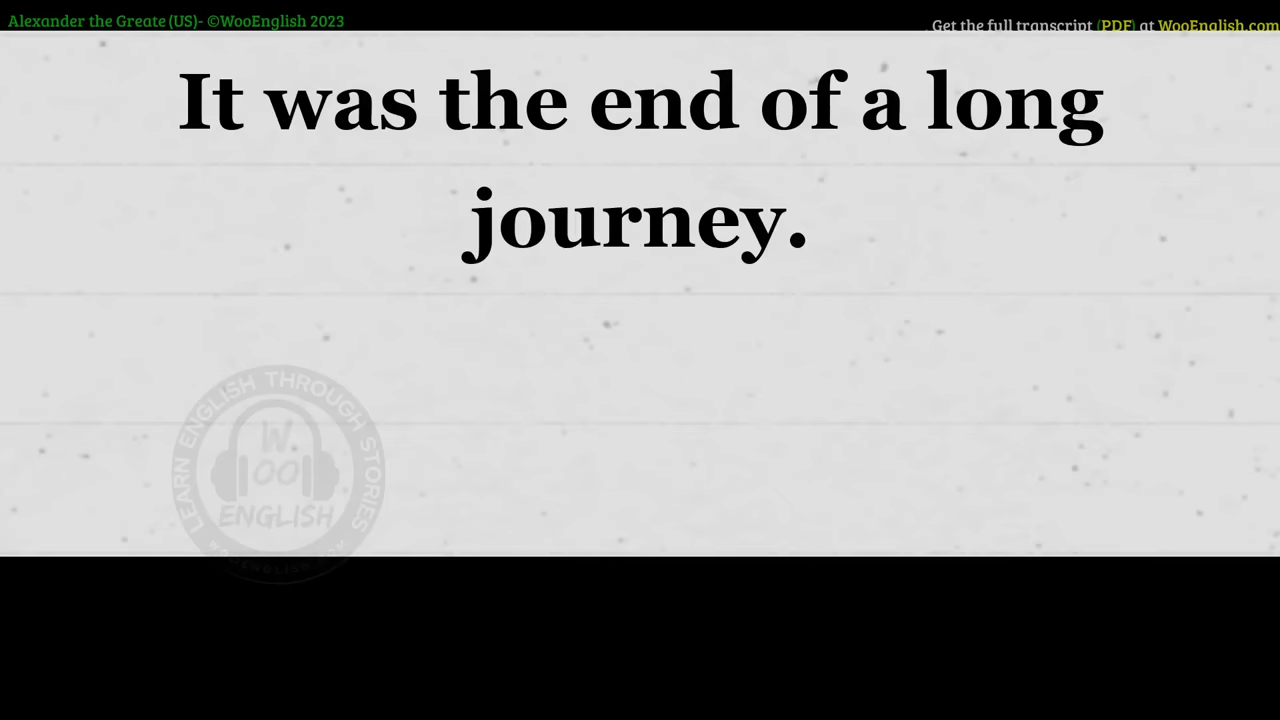 Alexander the Greate (US)- ©WooEnglish 2023
Get the full transcript (PDF) at WooEnglish.com
It was the end of a long
journey.
LEARN ENGLISH THROUGH STORIES
W.
OO
ENGLISH